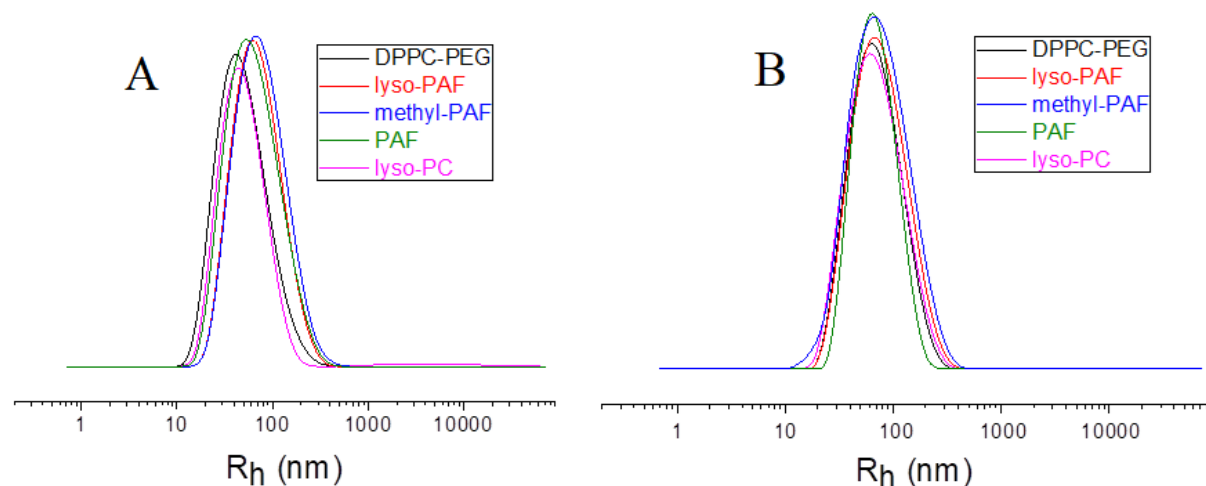 A
DPPC-PEG
lyso-PAF
methyl-PAF
PAF
lyso-PC
1 10 100 1000 10000
Rh (nm)
B
DPPC-PEG
lyso-PAF
methyl-PAF
PAF
lyso-PC
1 10 100 1000 10000
Rh (nm)